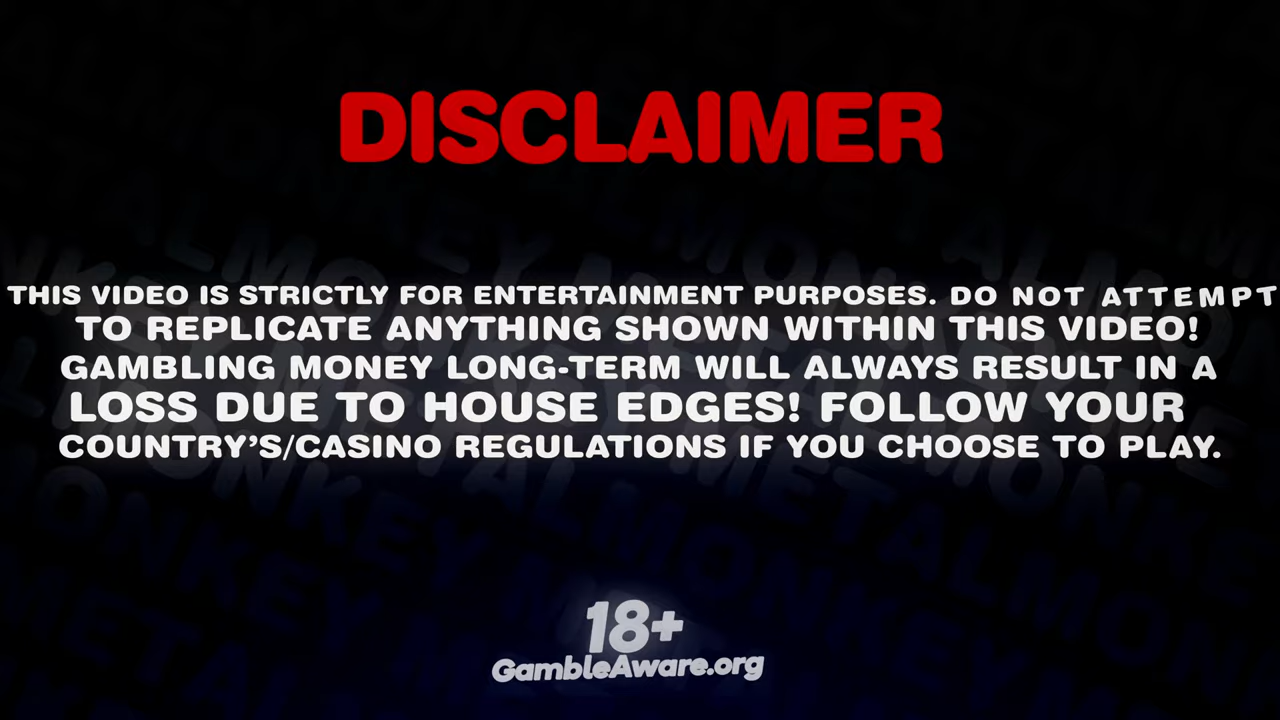 DISCLAIMER
THIS VIDEO IS STRICTLY FOR ENTERTAINMENT PURPOSES. DO NOT ATTEMPT
TO REPLICATE ANYTHING SHOWN WITHIN THIS VIDEO!
GAMBLING MONEY LONG-TERM WILL ALWAYS RESULT IN A
LOSS DUE TO HOUSE EDGES! FOLLOW YOUR
COUNTRY'S/CASINO REGULATIONS IF YOU CHOOSE TO PLAY.
18+
GambleAware.org